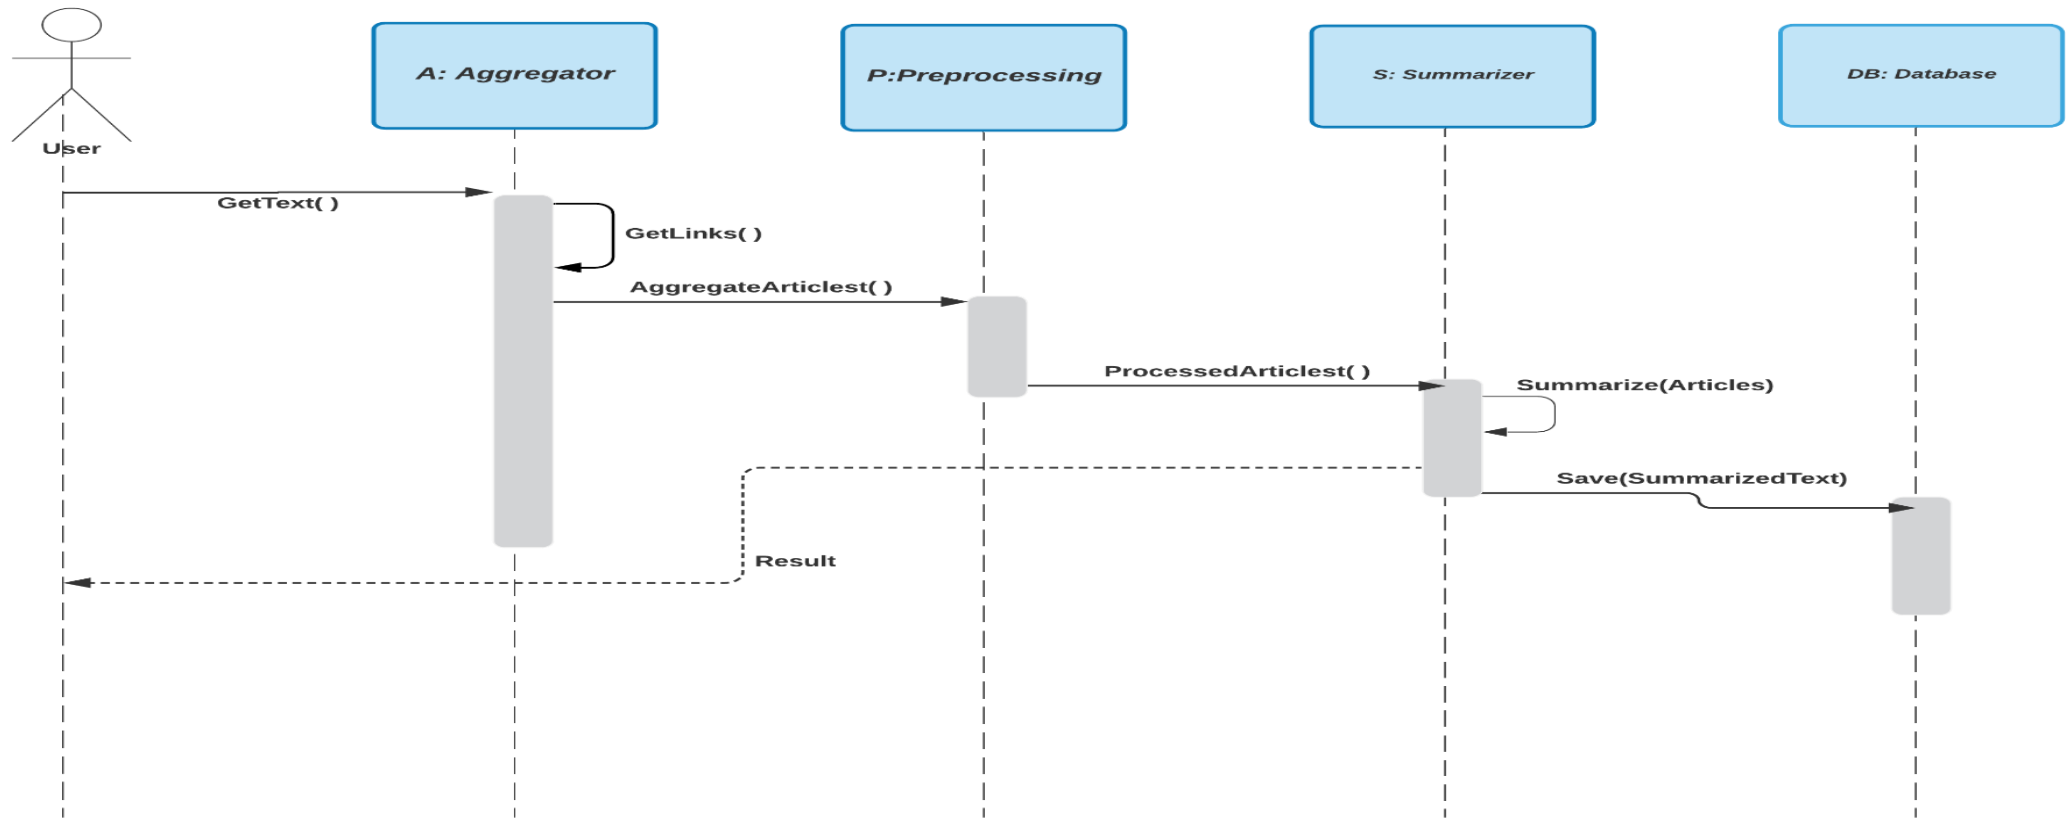 A: Aggregator
P:Preprocessing
S: Summarizer
DB: Database
User
GetText( )
GetLinks( )
AggregateArticlest( )
ProcessedArticlest( )
Summarize(Articles)
Save(SummarizedText)
Result